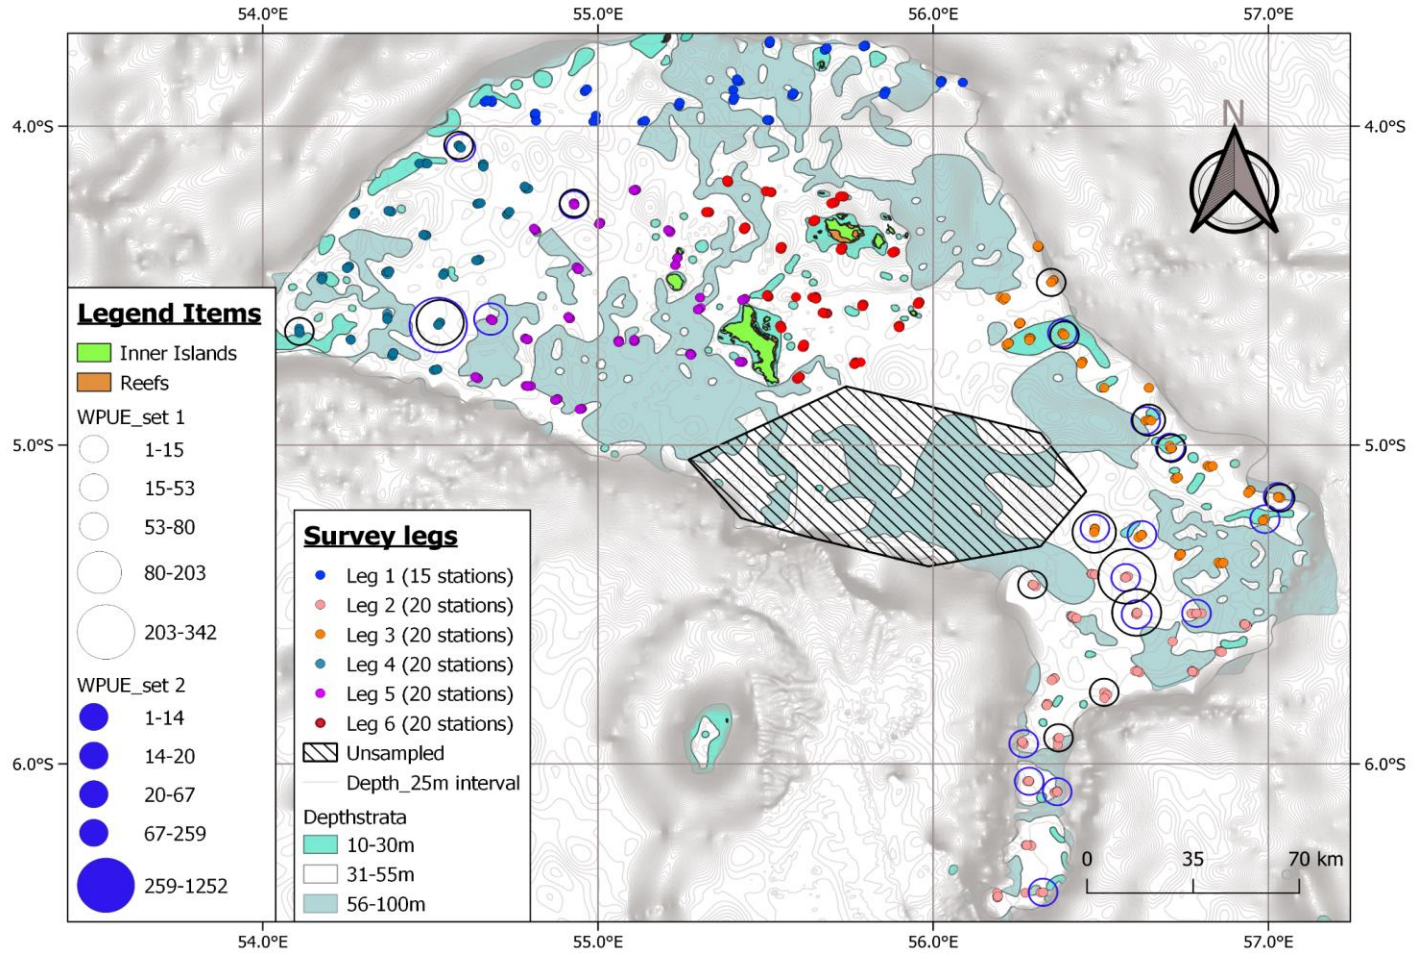 54.0°E 55.0°E 56.0°E 57.0°E
N
4.0°S 4.0°S
5.0°S 5.0°S
6.0°S 6.0°S
Legend Items
Inner Islands
Reefs
WPUE_set 1
1-15
15-53
53-80
80-203
203-342
WPUE_set 2
1-14
14-20
20-67
67-259
259-1252
Survey legs
Leg 1 (15 stations)
Leg 2 (20 stations)
Leg 3 (20 stations)
Leg 4 (20 stations)
Leg 5 (20 stations)
Leg 6 (20 stations)
Unsampled
Depth_25m interval
Depthstrata
10-30m
31-55m
56-100m
0 35 70 km
54.0°E 55.0°E 56.0°E 57.0°E